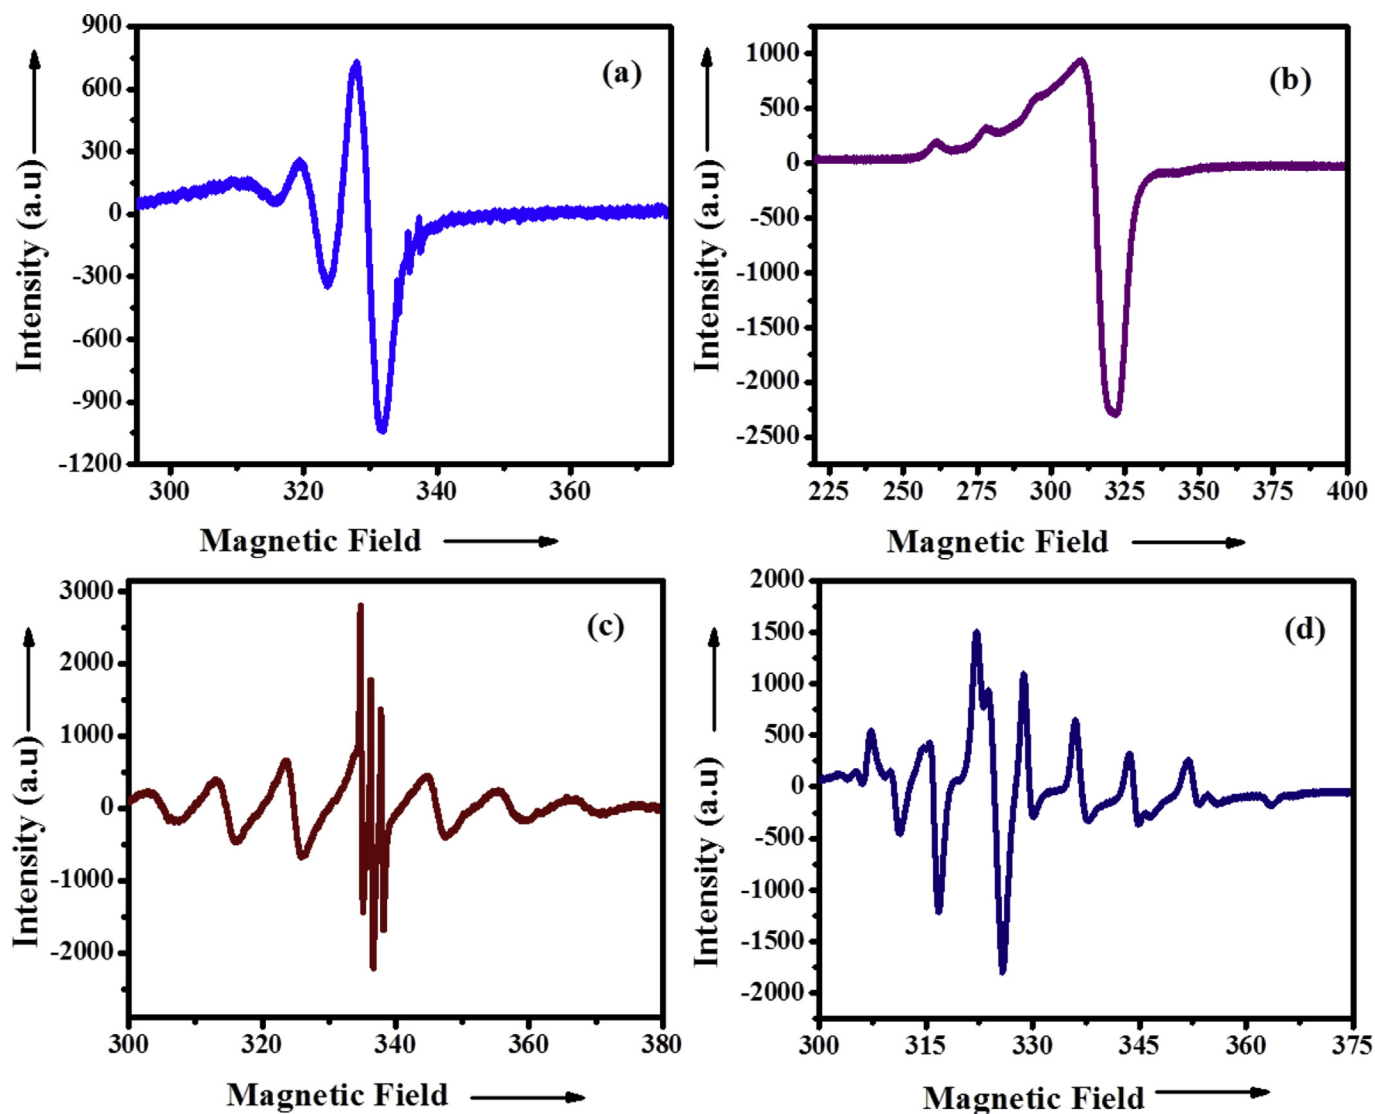 900
600
300
0
-300
-600
-900
-1200
300 320 340 360
Intensity (a.u)
Magnetic Field
(a)
1000
500
0
-500
-1000
-1500
-2000
-2500
225 250 275 300 325 350 375 400
Intensity (a.u)
Magnetic Field
(b)
3000
2000
1000
0
-1000
-2000
300 320 340 360 380
Intensity (a.u)
Magnetic Field
(c)
2000
1500
1000
500
0
-500
-1000
-1500
-2000
300 315 330 345 360 375
Intensity (a.u)
Magnetic Field
(d)